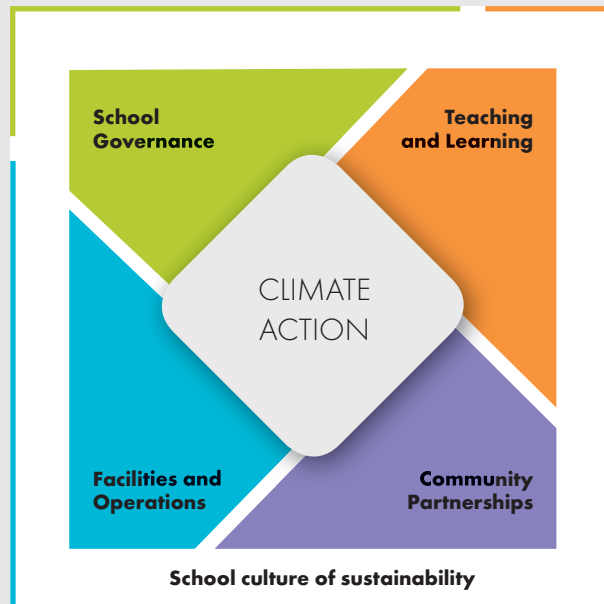 School
Governance
Teaching
and Learning
CLIMATE
ACTION
Facilities and
Operations
Community
Partnerships
School culture of sustainability